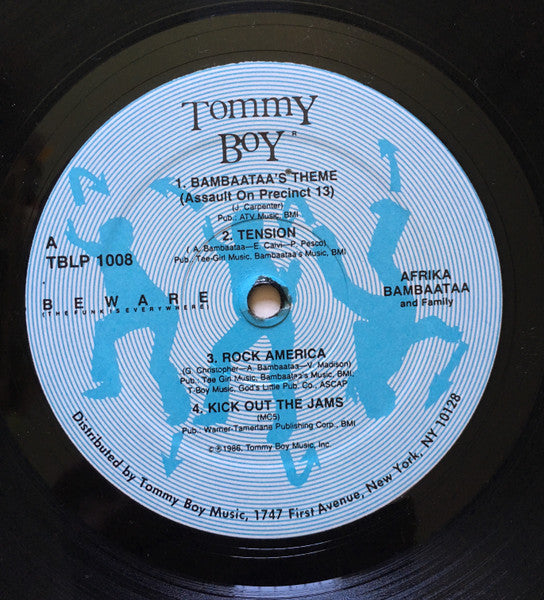 Tommy
Boy ®
1. BAMBAATAA'S THEME
(Assault On Precinct 13)
(J. Carpenter)
Pub.: ATV Music, BMI
2. TENSION
( A. Bambaataa—E. Calvi—P. Pesco)
Pub.: Tee-Girl Music, Bambaataa's Music, BMI
A
TBLP 1008
BEWARE
(THE FUNK IS EVERYWHERE)
AFRIKA
BAMBAATAA
and Family
3. ROCK AMERICA
(G. Christopher—A. Bambaataa—V. Madison)
Pub.: Tee Girl Music, Bambaataa's Music, BMI,
T-Boy Music, God's Little Pub. Co., ASCAP
4. KICK OUT THE JAMS
(MC5)
Pub.: Warner-Tamerlane Publishing Corp., BMI
©℗1986, Tommy Boy Music, Inc
Distributed by Tommy Boy Music, 1747 First Avenue, New York, NY 10128